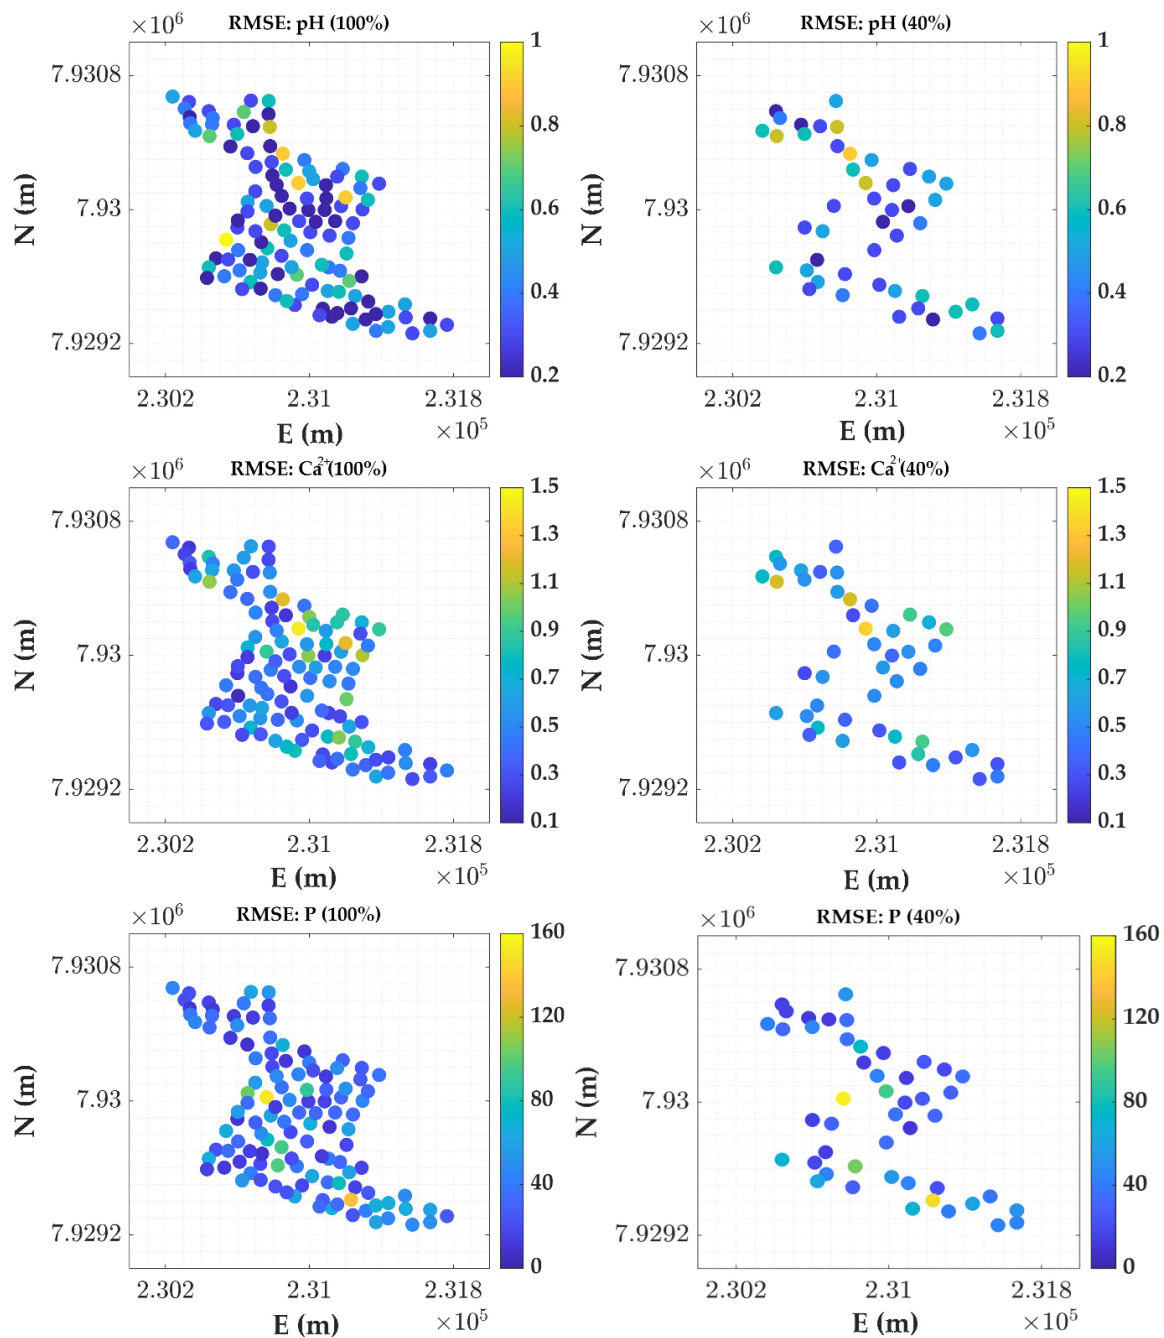 ×10⁶ RMSE: pH (100%)
1
7.9308
0.8
N (m)
7.93
0.6
0.4
7.9292
0.2
2.302 2.31 2.318
E (m) ×10⁵
×10⁶ RMSE: pH (40%)
1
7.9308
0.8
N (m)
7.93
0.6
0.4
7.9292
0.2
2.302 2.31 2.318
E (m) ×10⁵
×10⁶ RMSE: Ca²⁺(100%)
1.5
7.9308
1.3
1.1
N (m)
7.93
0.9
0.7
0.5
0.3
7.9292
0.1
2.302 2.31 2.318
E (m) ×10⁵
×10⁶ RMSE: Ca²⁺(40%)
1.5
7.9308
1.3
1.1
N (m)
7.93
0.9
0.7
0.5
0.3
7.9292
0.1
2.302 2.31 2.318
E (m) ×10⁵
×10⁶ RMSE: P (100%)
160
7.9308
120
N (m)
7.93
80
40
7.9292
0
2.302 2.31 2.318
E (m) ×10⁵
×10⁶ RMSE: P (40%)
160
7.9308
120
N (m)
7.93
80
40
7.9292
0
2.302 2.31 2.318
E (m) ×10⁵